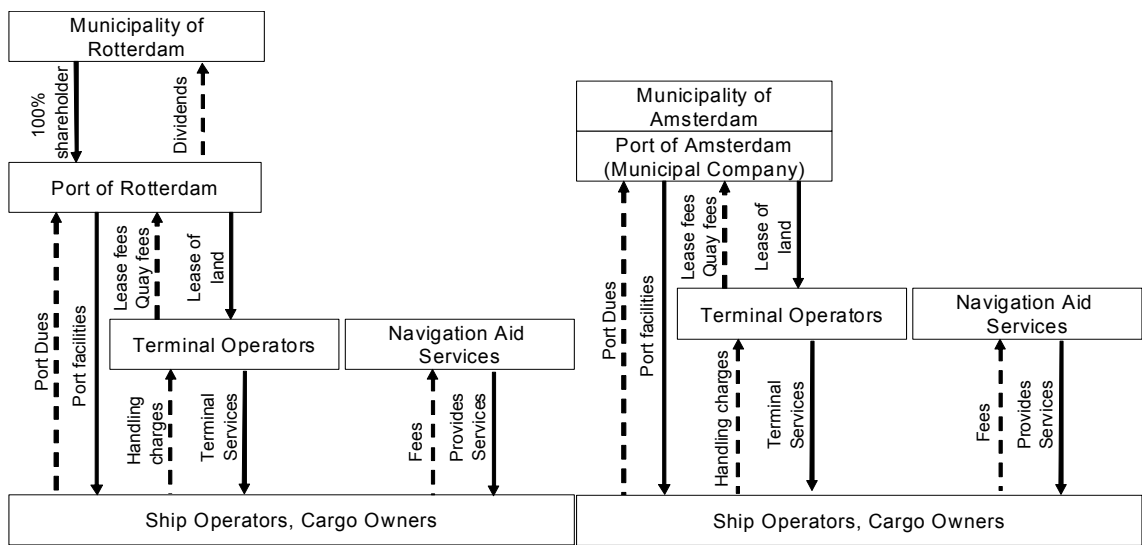 Municipality of
Rotterdam
100%
shareholder
Dividends
Port of Rotterdam
Port Dues
Port facilities
Lease fees
Quay fees
Lease of
land
Terminal Operators
Navigation Aid
Services
Handling
charges
Terminal
Services
Fees
Provides
Services
Ship Operators, Cargo Owners
Municipality of
Amsterdam
Port of Amsterdam
(Municipal Company)
Port Dues
Port facilities
Lease fees
Quay fees
Lease of
land
Terminal Operators
Navigation Aid
Services
Handling charges
Terminal
Services
Fees
Provides
Services
Ship Operators, Cargo Owners